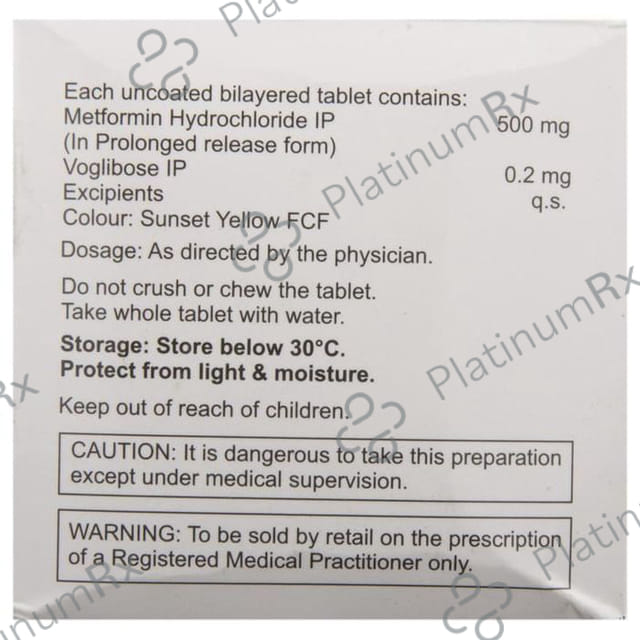 Each uncoated bilayered tablet contains:
Metformin Hydrochloride IP 500 mg
(In Prolonged release form)
Voglibose IP 0.2 mg
Excipients q.s.
Colour: Sunset Yellow FCF
Dosage: As directed by the physician.
Do not crush or chew the tablet.
Take whole tablet with water.
Storage: Store below 30°C.
Protect from light & moisture.
Keep out of reach of children.
CAUTION: It is dangerous to take this preparation
except under medical supervision.
WARNING: To be sold by retail on the prescription
of a Registered Medical Practitioner only.
PlatinumRx
PlatinumRx